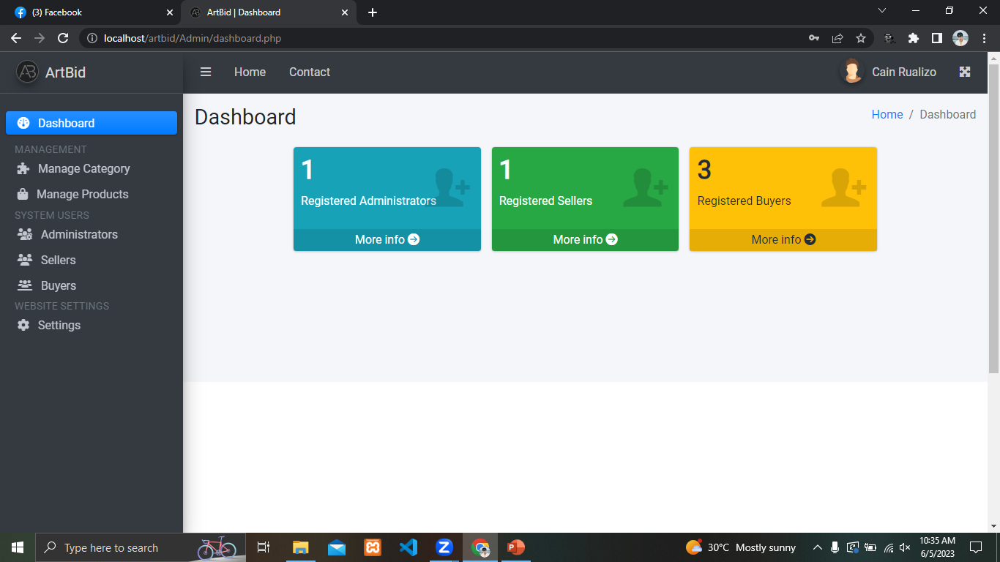 (3) Facebook
ArtBid | Dashboard
localhost/artbid/Admin/dashboard.php
AB ArtBid
Home
Contact
Cain Rualizo
Dashboard
Home / Dashboard
Dashboard
MANAGEMENT
Manage Category
Manage Products
SYSTEM USERS
Administrators
Sellers
Buyers
WEBSITE SETTINGS
Settings
1
Registered Administrators
More info
1
Registered Sellers
More info
3
Registered Buyers
More info
Type here to search
30°C Mostly sunny
10:35 AM
6/5/2023